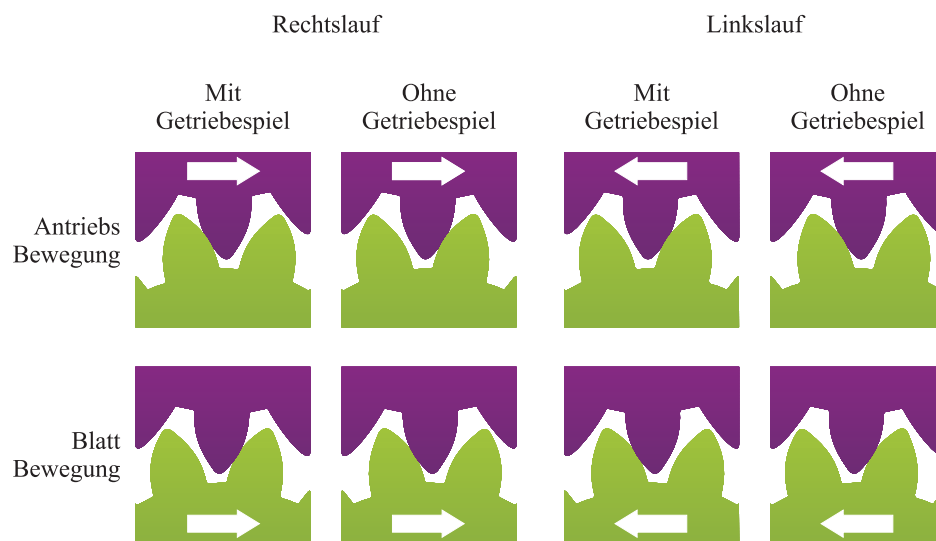 Rechtslauf
Linkslauf
Mit
Getriebespiel
Ohne
Getriebespiel
Mit
Getriebespiel
Ohne
Getriebespiel
Antriebs
Bewegung
Blatt
Bewegung